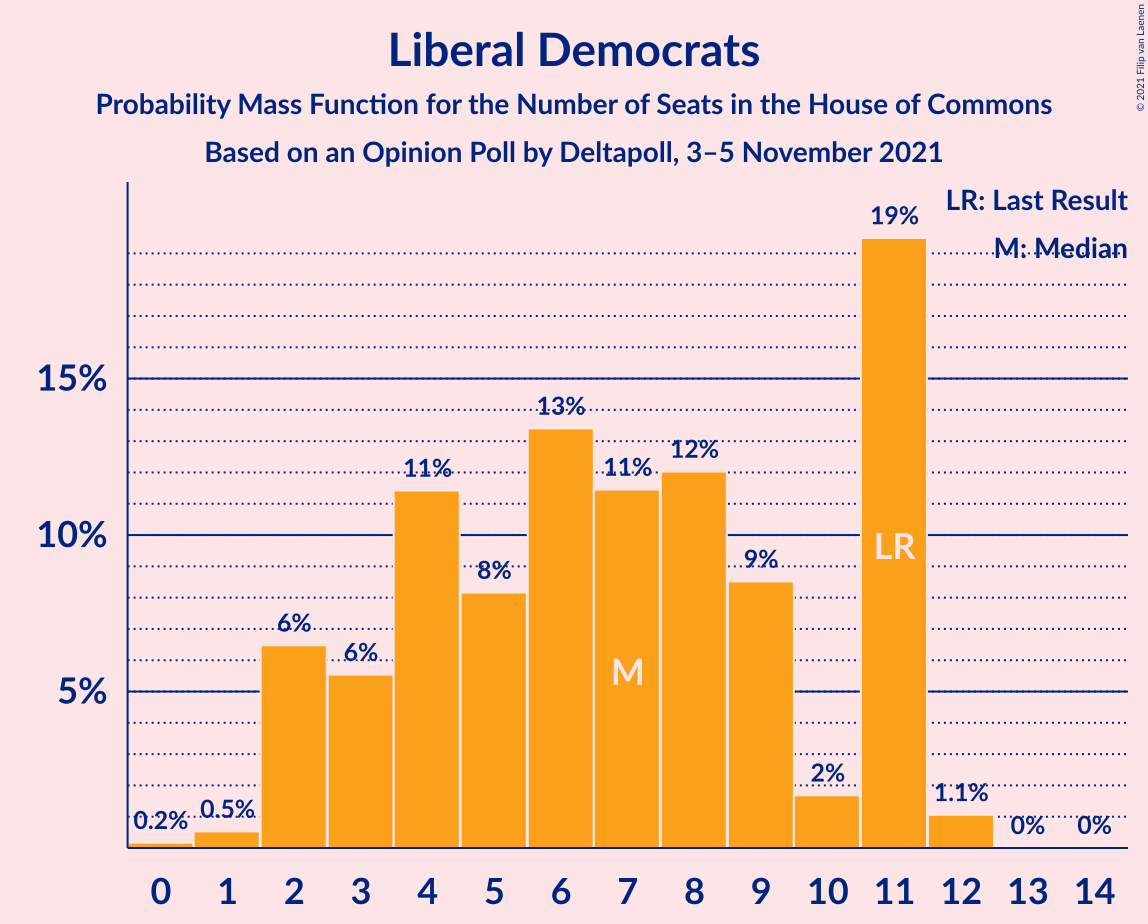 Liberal Democrats
Probability Mass Function for the Number of Seats in the House of Commons
Based on an Opinion Poll by Deltapoll, 3–5 November 2021
© 2021 Filip van Laenen
LR: Last Result
M: Median
15%
10%
5%
0.2%
0.5%
6%
6%
11%
8%
13%
11%
12%
9%
2%
19%
1.1%
0%
0%
M
LR
0 1 2 3 4 5 6 7 8 9 10 11 12 13 14